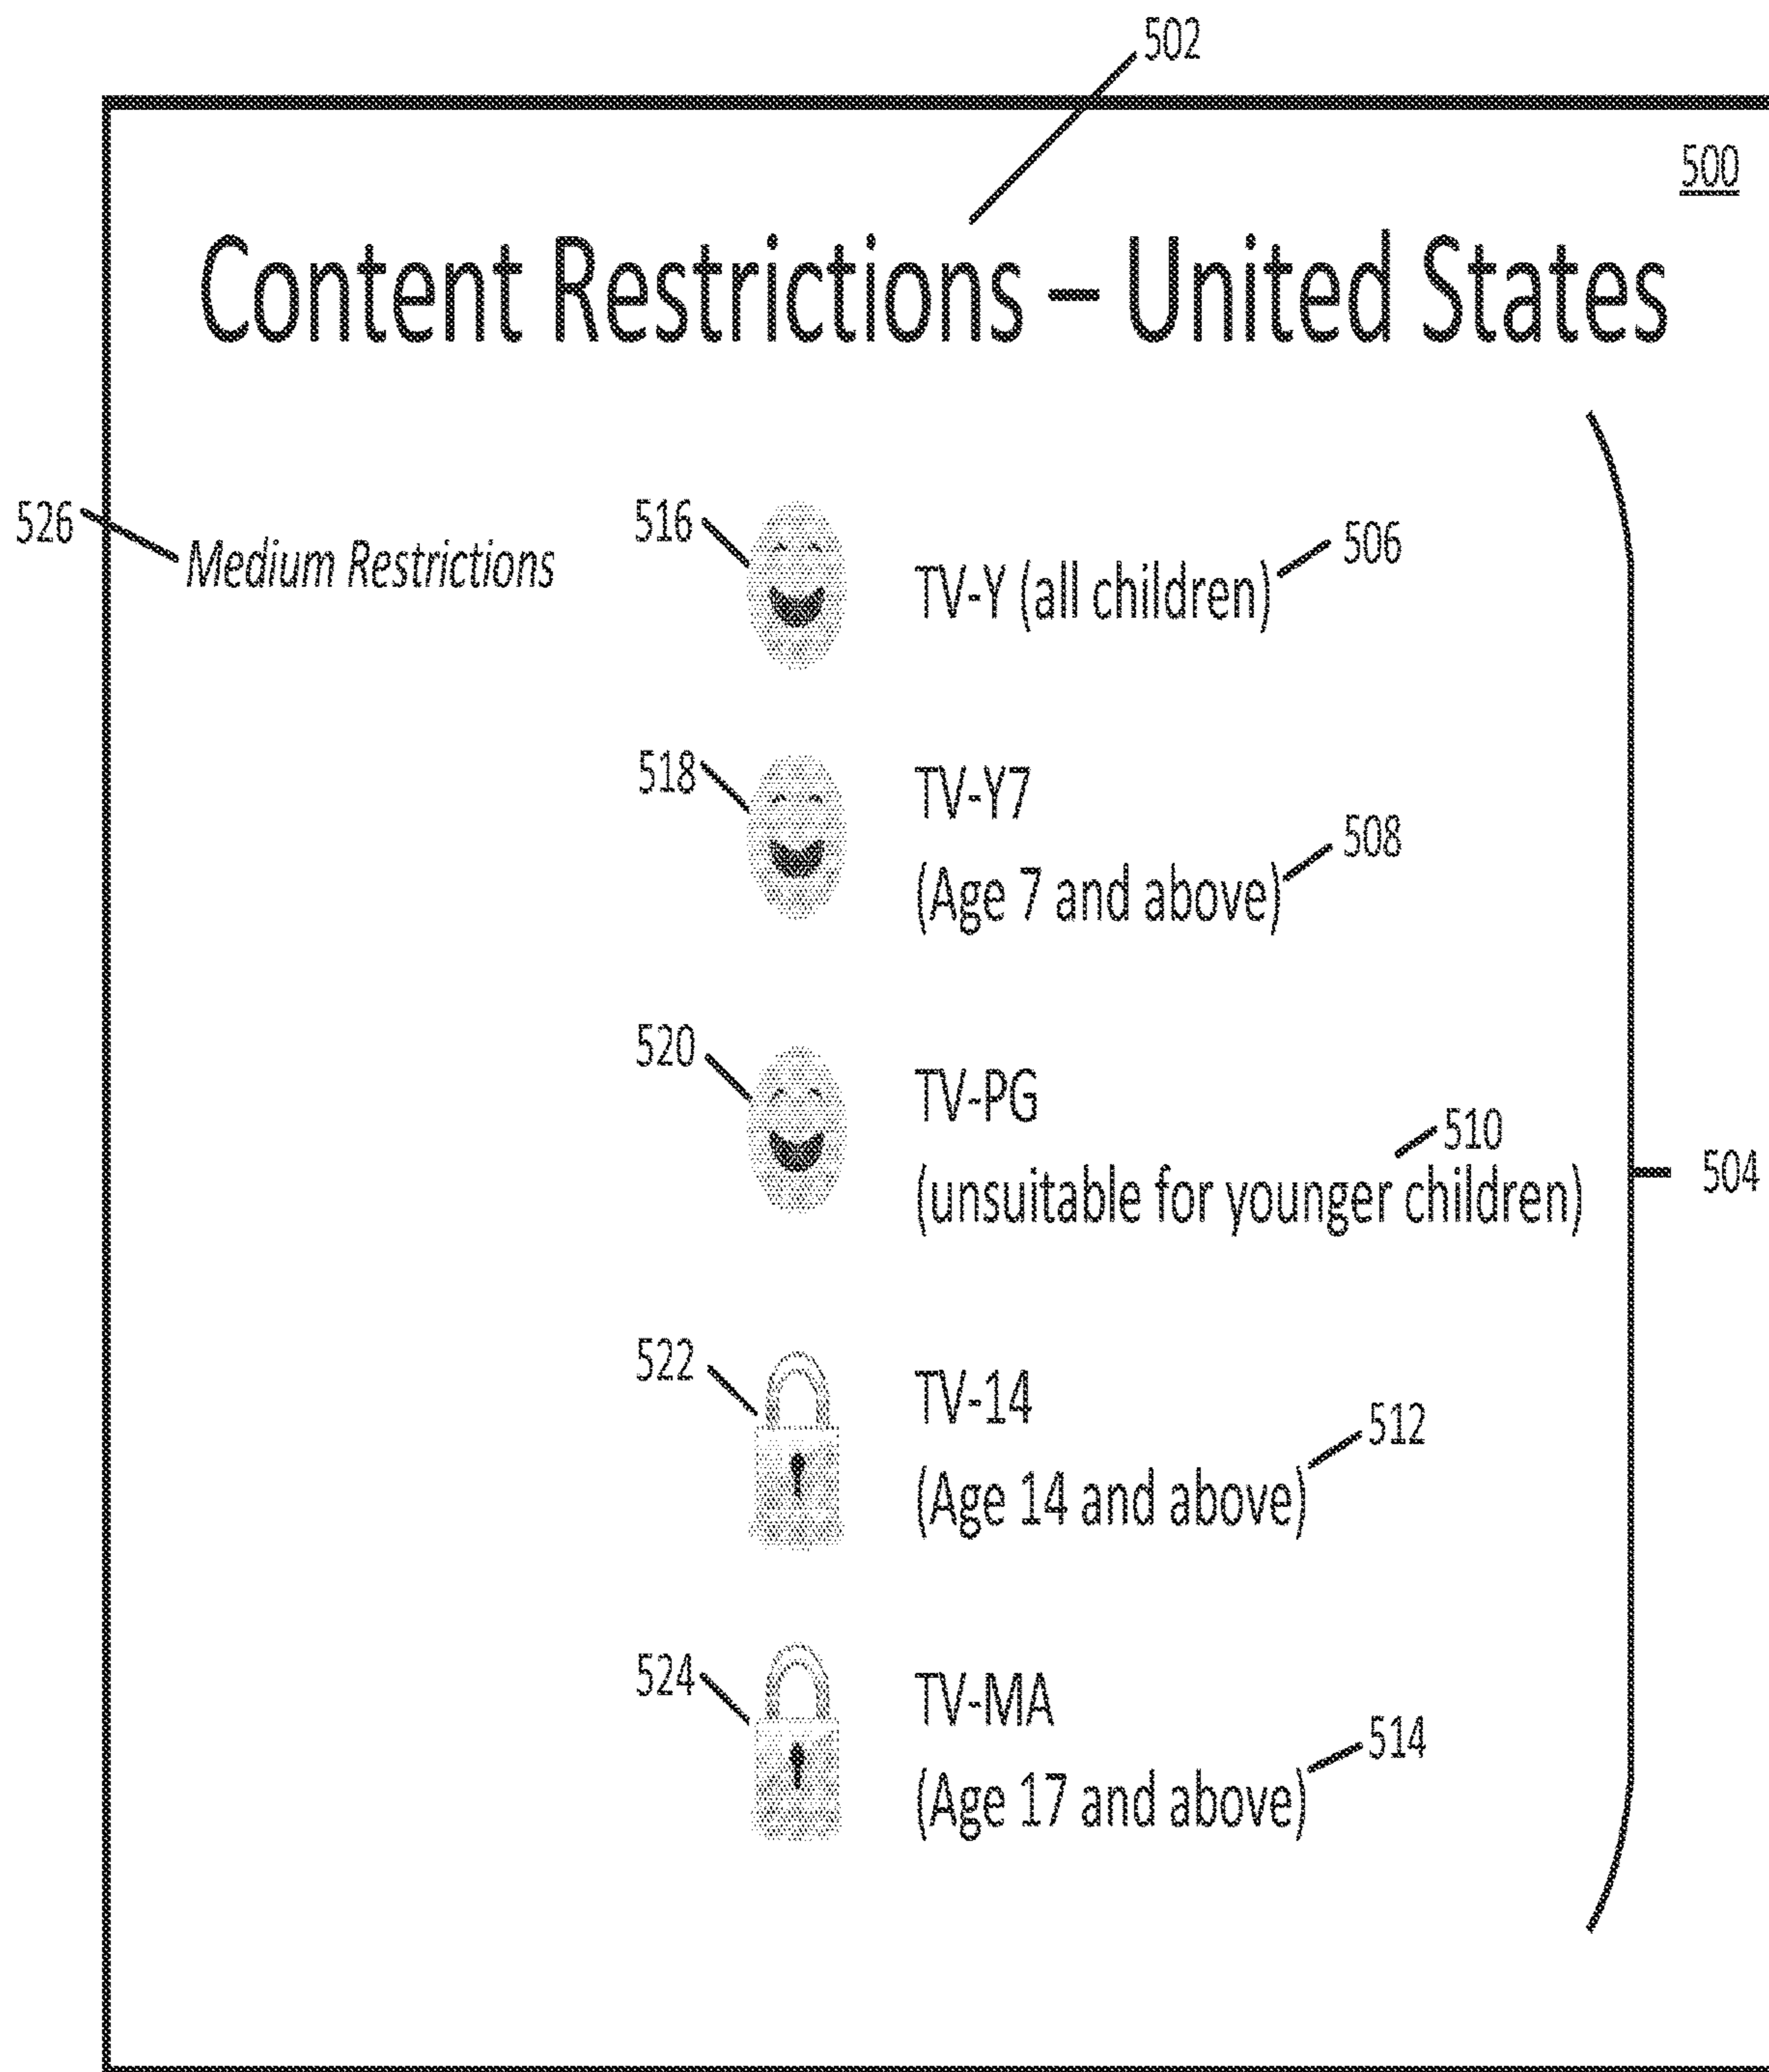 502
500
Content Restrictions – United States
526
Medium Restrictions
516
TV-Y (all children)
506
518
TV-Y7
(Age 7 and above)
508
520
TV-PG
(unsuitable for younger children)
510
504
522
TV-14
(Age 14 and above)
512
524
TV-MA
(Age 17 and above)
514